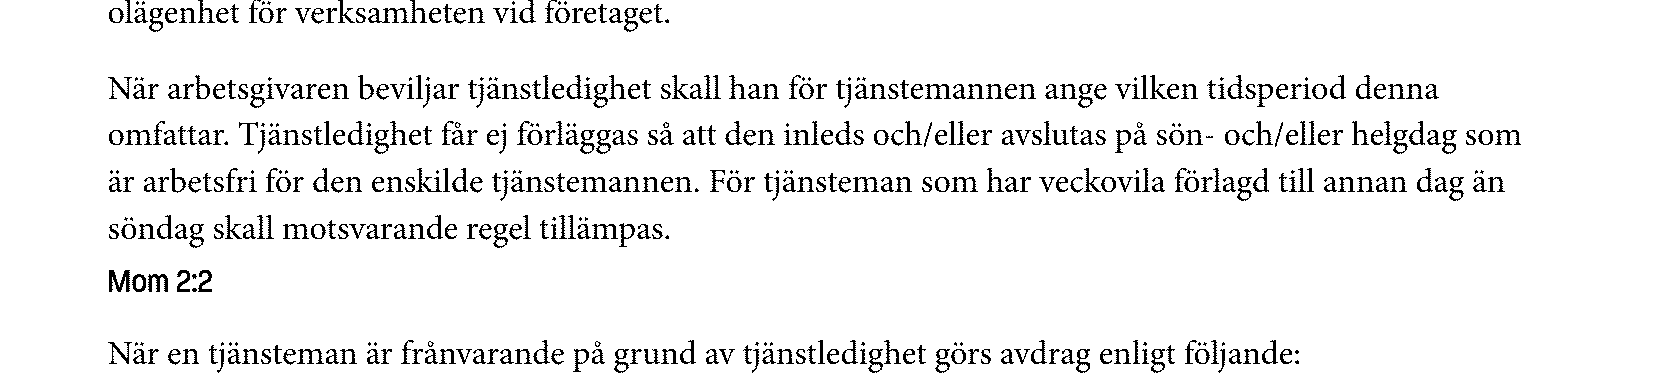 olägenhet för verksamheten vid företaget.
När arbetsgivaren beviljar tjänstledighet skall han för tjänstemannen ange vilken tidsperiod denna
omfattar. Tjänstledighet får ej förläggas så att den inleds och/eller avslutas på sön- och/eller helgdag som
är arbetsfri för den enskilde tjänstemannen. För tjänsteman som har veckovila förlagd till annan dag än
söndag skall motsvarande regel tillämpas.
Mom 2:2
När en tjänsteman är frånvarande på grund av tjänstledighet görs avdrag enligt följande: